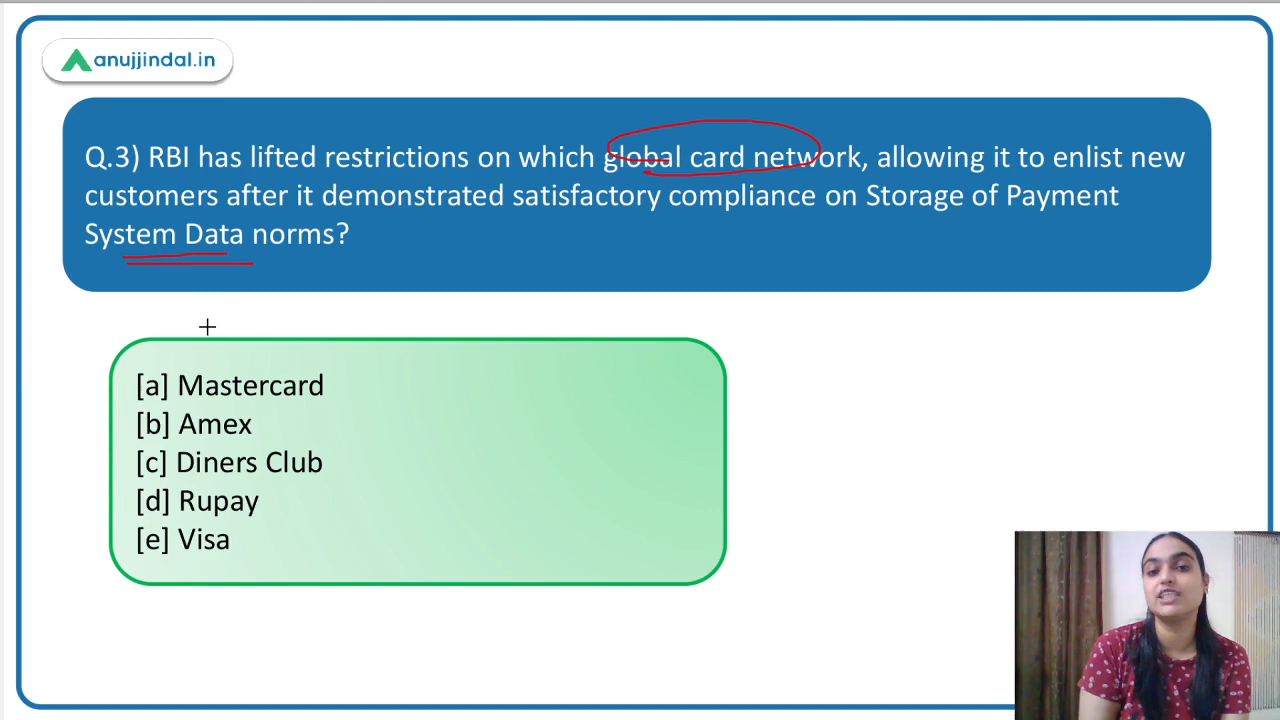 anujjindal.in
Q.3) RBI has lifted restrictions on which global card network, allowing it to enlist new
customers after it demonstrated satisfactory compliance on Storage of Payment
System Data norms?
[a] Mastercard
[b] Amex
[c] Diners Club
[d] Rupay
[e] Visa